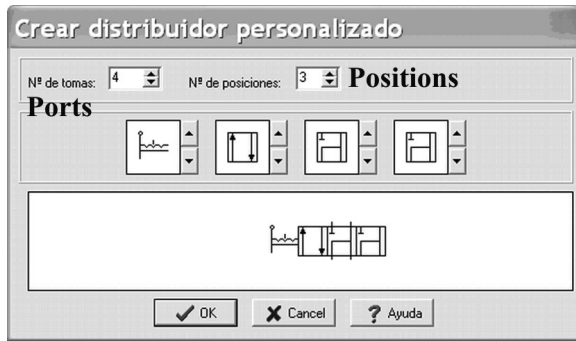 Crear distribuidor personalizado
Nº de tomas: 4 Nº de posiciones: 3 Positions
Ports
OK Cancel ? Ayuda